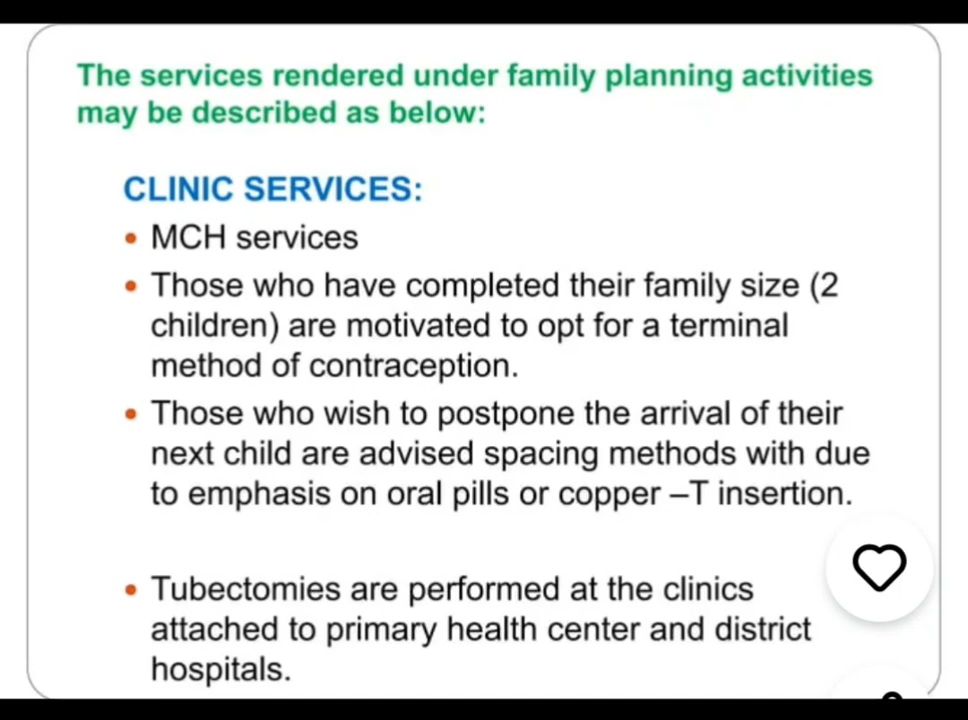 The services rendered under family planning activities
may be described as below:
CLINIC SERVICES:
• MCH services
• Those who have completed their family size (2
children) are motivated to opt for a terminal
method of contraception.
• Those who wish to postpone the arrival of their
next child are advised spacing methods with due
to emphasis on oral pills or copper –T insertion.
• Tubectomies are performed at the clinics
attached to primary health center and district
hospitals.